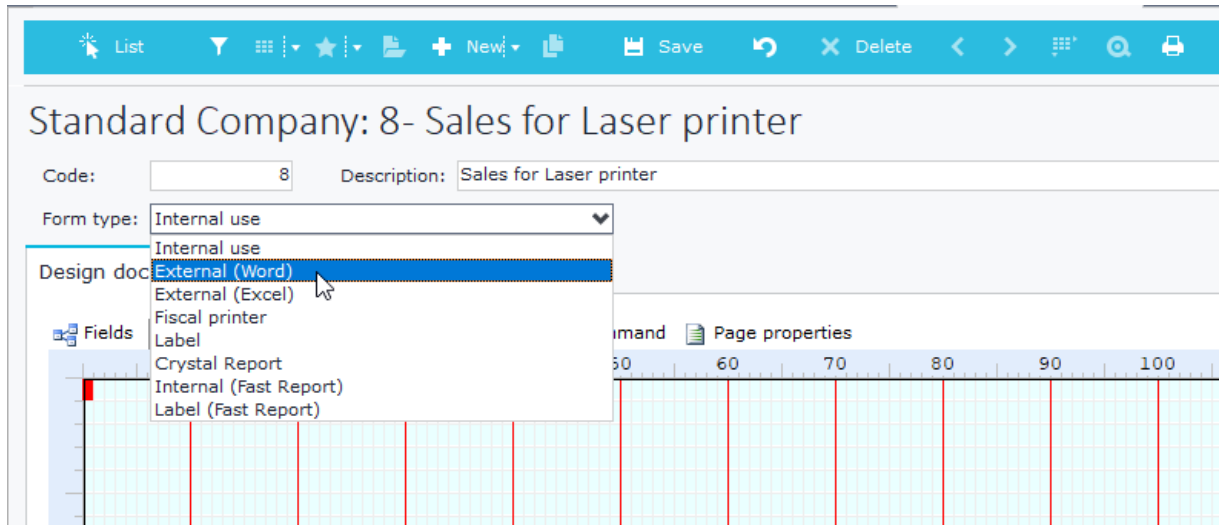 List New Save Delete
Standard Company: 8- Sales for Laser printer
Code: 8 Description: Sales for Laser printer
Form type: Internal use
Internal use
Design doc External (Word)
External (Excel)
Fiscal printer
Fields Label Page properties
Crystal Report
60 70 80 90 100
Internal (Fast Report)
Label (Fast Report)